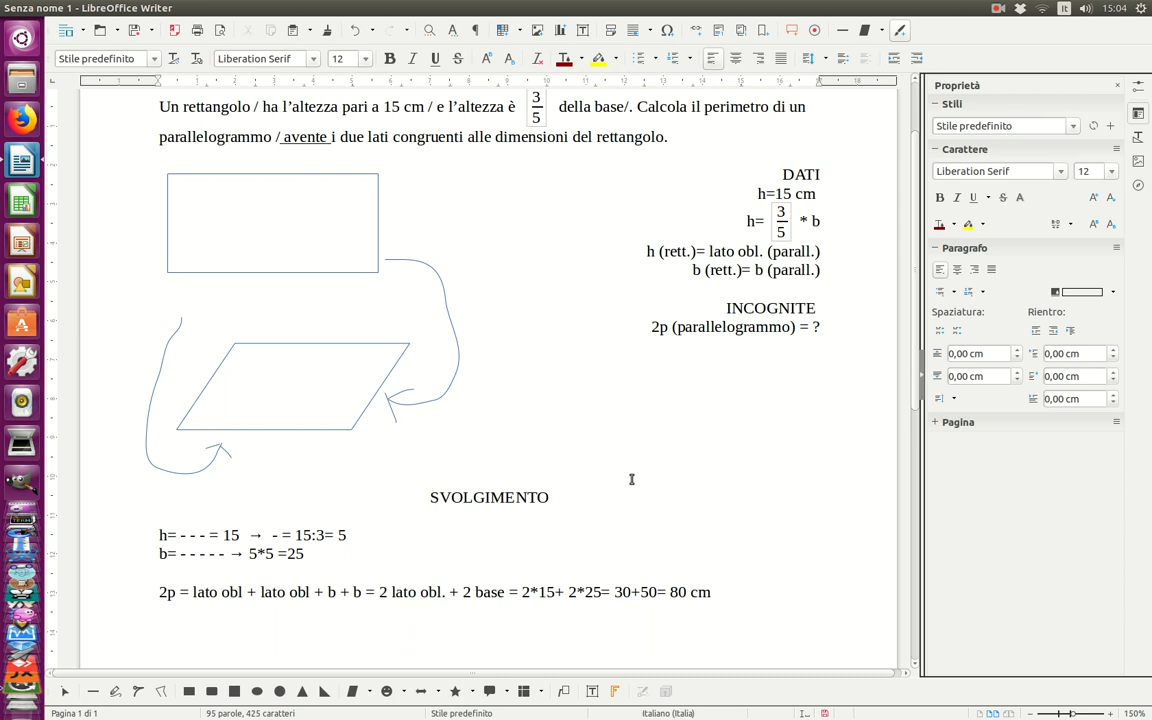 Senza nome 1 - LibreOffice Writer
It
15:04
Stile predefinito
Liberation Serif
12
Un rettangolo / ha l'altezza pari a 15 cm / e l'altezza è 3/5 della base/. Calcola il perimetro di un
parallelogrammo / avente i due lati congruenti alle dimensioni del rettangolo.
DATI
h=15 cm
h= 3/5 * b
h (rett.)= lato obl. (parall.)
b (rett.)= b (parall.)
INCOGNITE
2p (parallelogrammo) = ?
SVOLGIMENTO
h= - - - = 15 → - = 15:3= 5
b= - - - - - → 5*5 =25
2p = lato obl + lato obl + b + b = 2 lato obl. + 2 base = 2*15+ 2*25= 30+50= 80 cm
Proprietà
Stili
Stile predefinito
Carattere
Liberation Serif
12
Paragrafo
Spaziatura:
Rientro:
0,00 cm
0,00 cm
0,00 cm
0,00 cm
0,00 cm
Pagina
Pagina 1 di 1
95 parole, 425 caratteri
Stile predefinito
Italiano (Italia)
150%